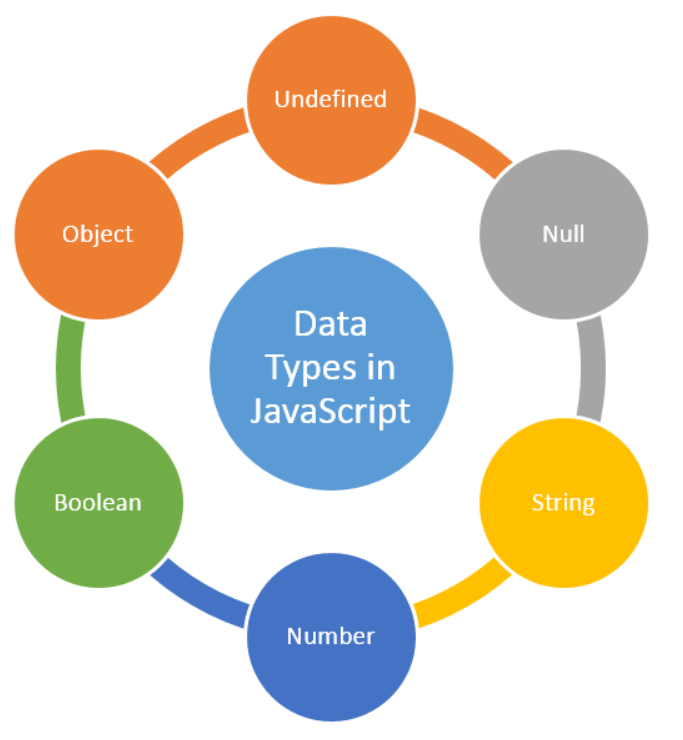 Undefined
Object
Null
Data
Types in
JavaScript
Boolean
String
Number